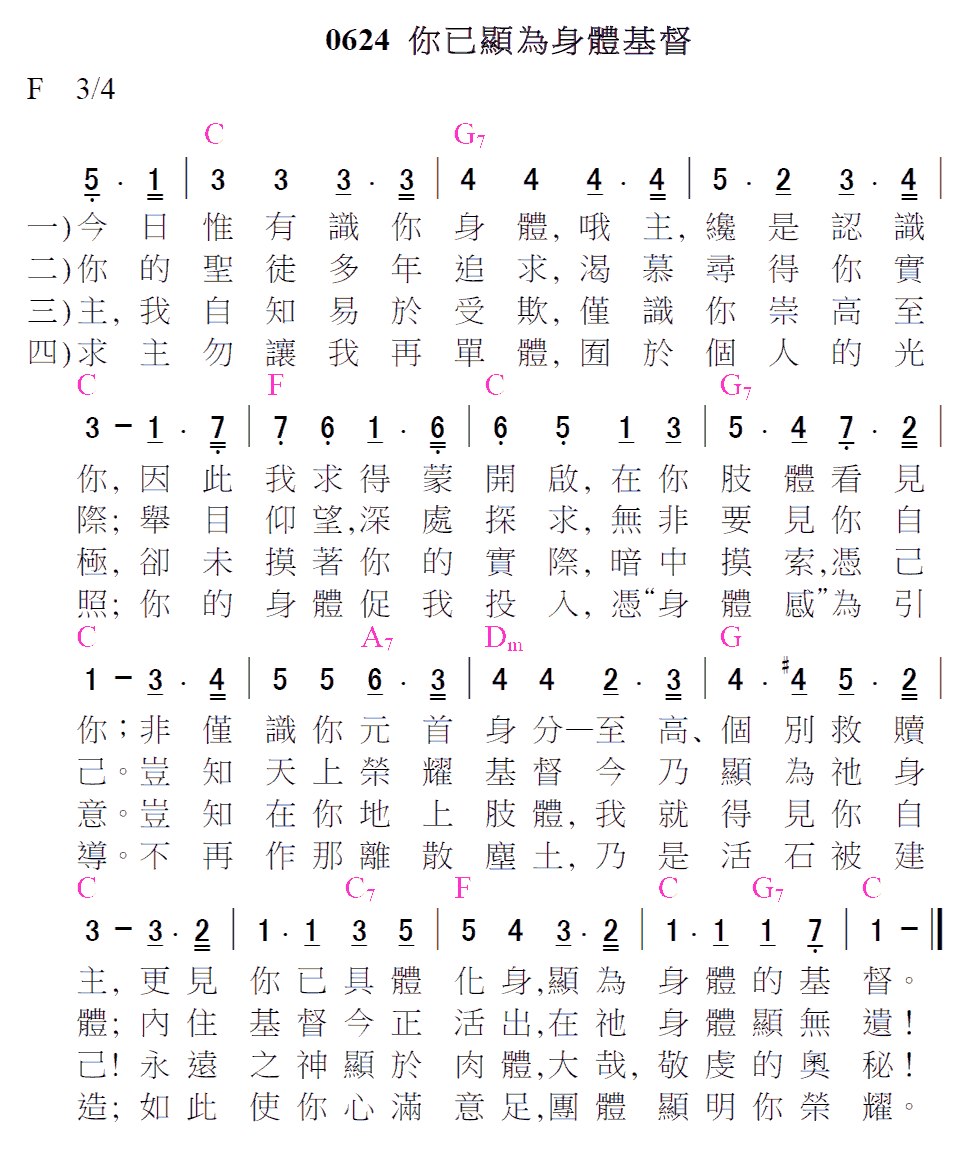 0624 你已顯為身體基督
F 3/4
C G7
5 . 1 | 3 3 3 . 3 | 4 4 4 . 4 | 5 . 2 3 . 4 |
一)今日惟有識你身體,哦主,纔是認識
二)你的聖徒多年追求,渴慕尋得你實
三)主,我自知易於受欺,僅識你崇高至
四)求主勿讓我再單體,囿於個人的光
C F C G7
3 – 1 . 7 | 7 6 1 . 6 | 6 5 1 3 | 5 . 4 7 . 2 |
你,因此我求得蒙開啟,在你肢體看見
際;舉目仰望,深處探求,無非要見你自
極,卻未摸著你的實際,暗中摸索,憑己
照;你的身體促我投入,憑“身體感”為引
C A7 Dm G
1 – 3 . 4 | 5 5 6 . 3 | 4 4 2 . 3 | 4 . #4 5 . 2 |
你;非僅識你元首身分—至高、個別救贖
己。豈知天上榮耀基督今乃顯為祂身
意。豈知在你地上肢體,我就得見你自
導。不再作那離散塵土,乃是活石被建
C C7 F C G7 C
3 – 3 . 2 | 1 . 1 3 5 | 5 4 3 . 2 | 1 . 1 1 7 | 1 – ||
主,更見你已具體化身,顯為身體的基督。
體;內住基督今正活出,在祂身體顯無遺!
己!永遠之神顯於肉體,大哉,敬虔的奧秘!
造;如此使你心滿意足,團體顯明你榮耀。